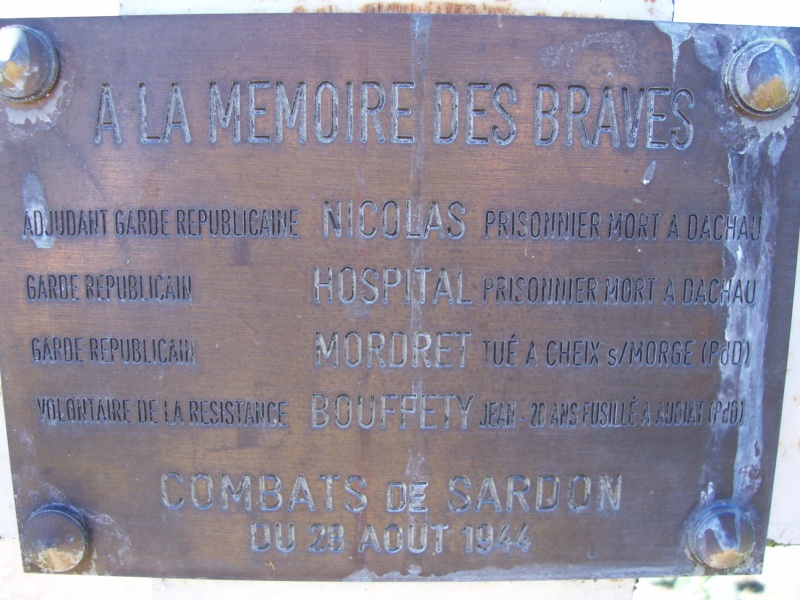 A LA MEMOIRE DES BRAVES
ADJUDANT GARDE REPUBLICAINE NICOLAS PRISONNIER MORT A DACHAU
GARDE REPUBLICAIN HOSPITAL PRISONNIER MORT A DACHAU
GARDE REPUBLICAIN MORDRET TUÉ A CHEIX s/MORGE (PdD)
VOLONTAIRE DE LA RESISTANCE BOUFFETY JEAN - 20 ANS FUSILLÉ A AUBIAT (PdD)
COMBATS DE SARDON
DU 28 AOUT 1944